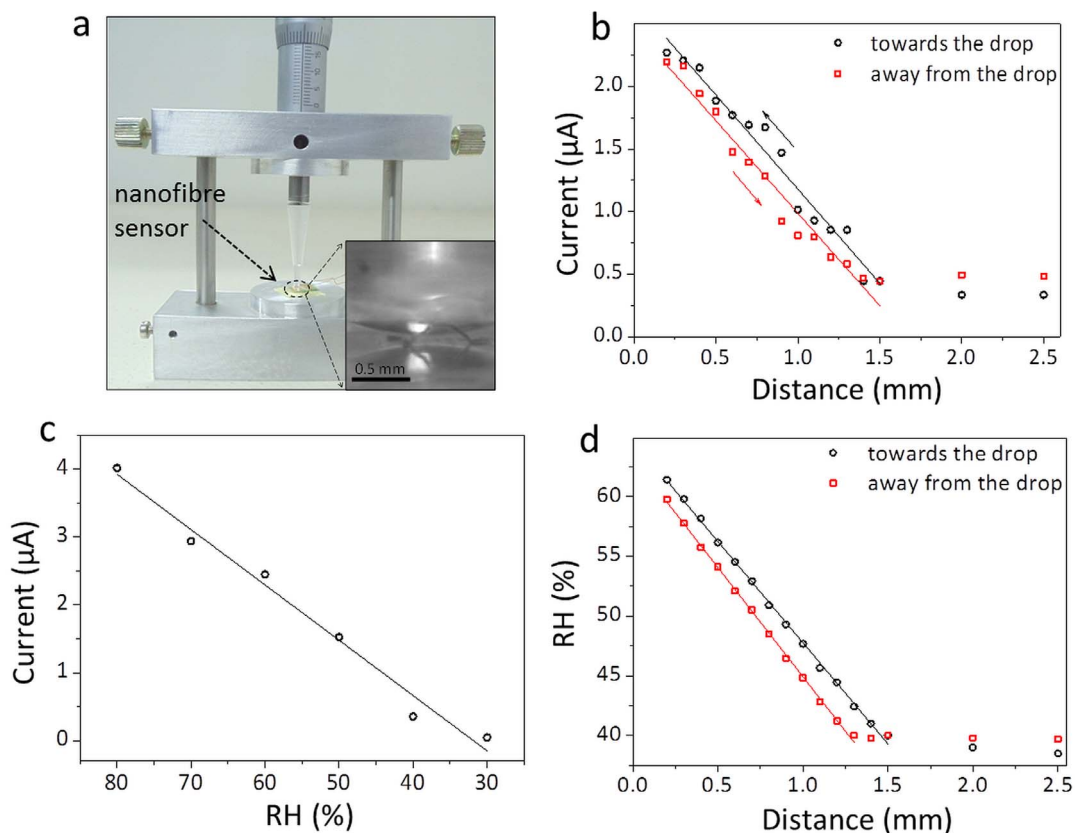 a
15
10
5
0
nanofibre
sensor
0.5 mm
b
towards the drop
away from the drop
Current (μA)
2.0
1.5
1.0
0.5
0.0
0.0 0.5 1.0 1.5 2.0 2.5
Distance (mm)
c
Current (μA)
4
3
2
1
0
80 70 60 50 40 30
RH (%)
d
towards the drop
away from the drop
RH (%)
60
55
50
45
40
0.0 0.5 1.0 1.5 2.0 2.5
Distance (mm)